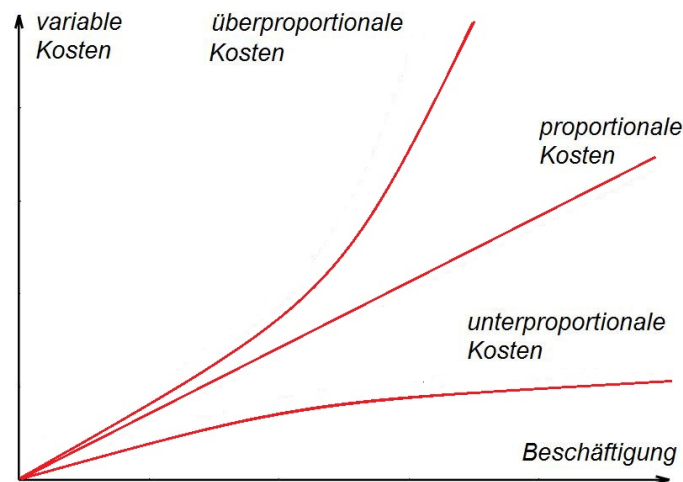 variable
Kosten
überproportionale
Kosten
proportionale
Kosten
unterproportionale
Kosten
Beschäftigung